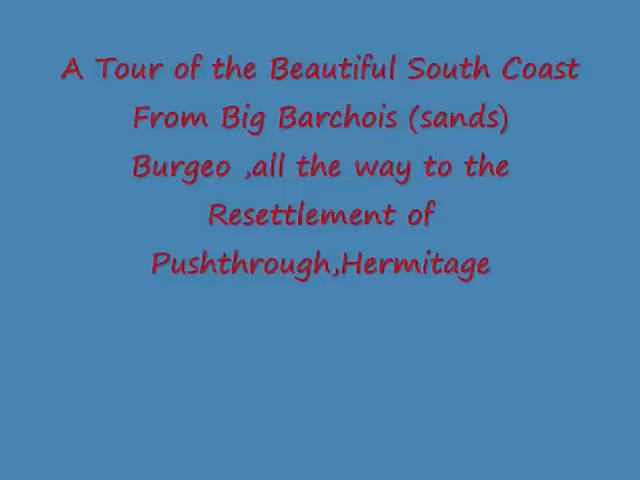 A Tour of the Beautiful South Coast
From Big Barchois (sands)
Burgeo ,all the way to the
Resettlement of
Pushthrough,Hermitage